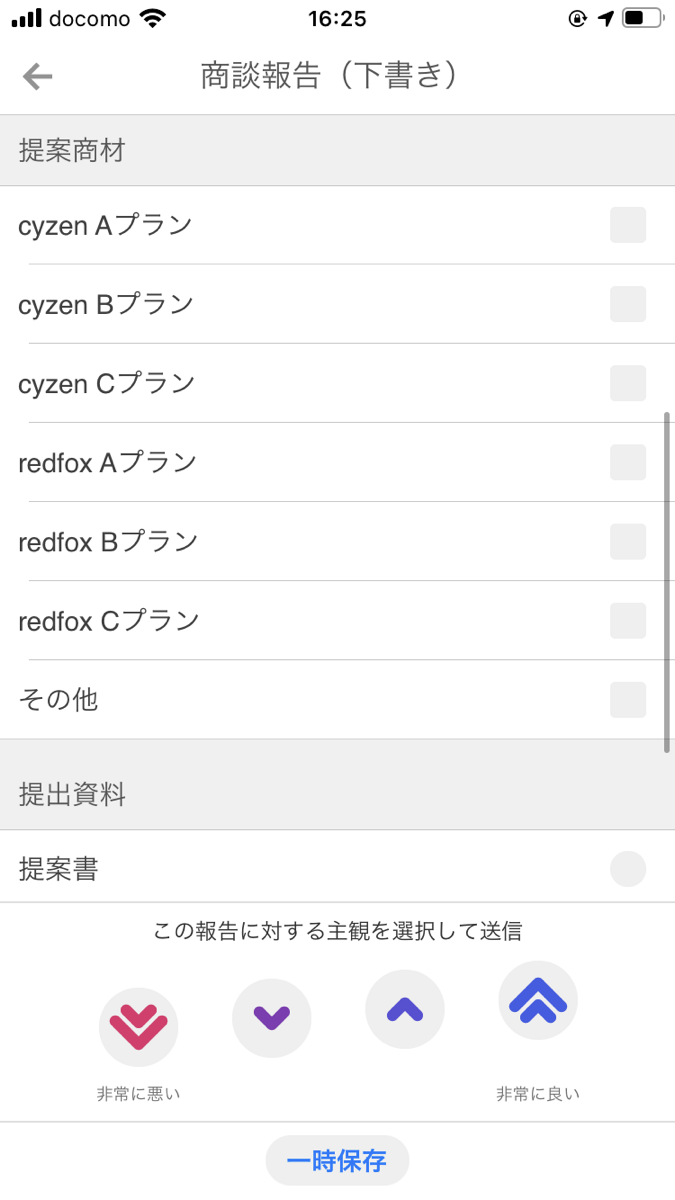 docomo 16:25
商談報告（下書き）
提案商材
cyzen Aプラン
cyzen Bプラン
cyzen Cプラン
redfox Aプラン
redfox Bプラン
redfox Cプラン
その他
提出資料
提案書
この報告に対する主観を選択して送信
非常に悪い 非常に良い
一時保存